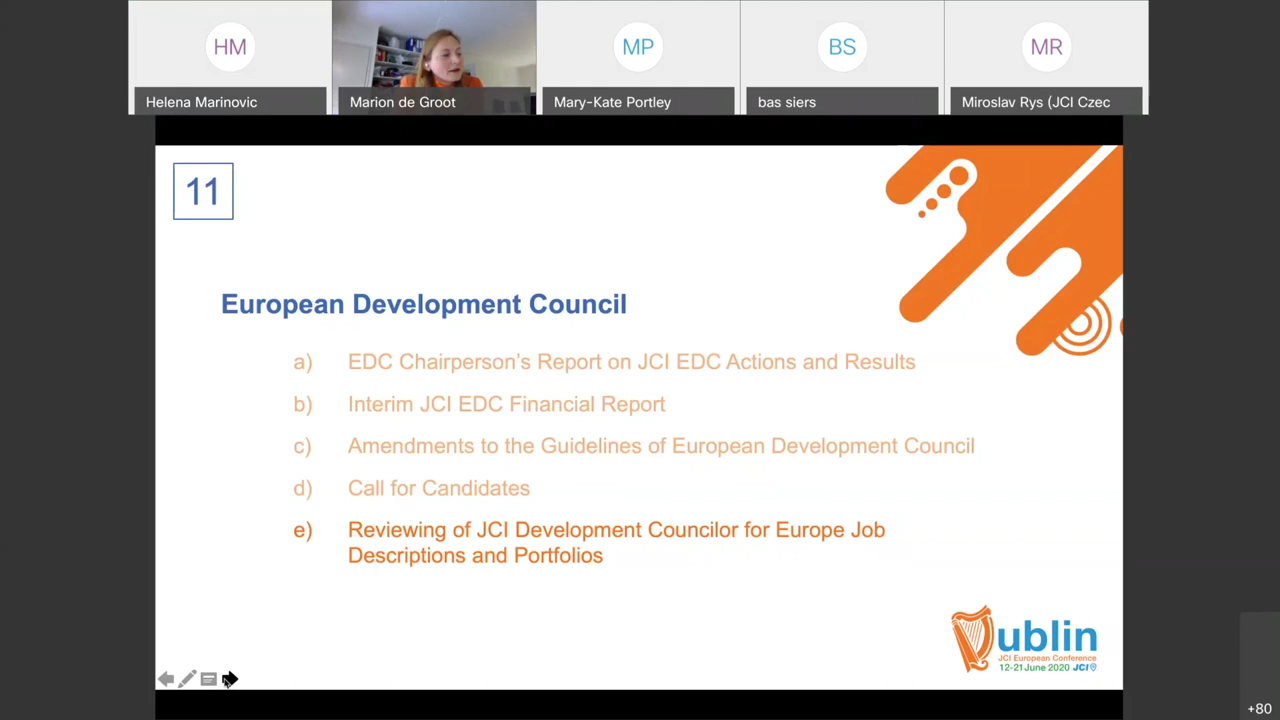 HM
MP
BS
MR
Helena Marinovic
Marion de Groot
Mary-Kate Portley
bas siers
Miroslav Rys (JCI Czec
11
European Development Council
a) EDC Chairperson's Report on JCI EDC Actions and Results
b) Interim JCI EDC Financial Report
c) Amendments to the Guidelines of European Development Council
d) Call for Candidates
e) Reviewing of JCI Development Councilor for Europe Job
Descriptions and Portfolios
Dublin
JCI European Conference
12-21 June 2020 JCI
+80